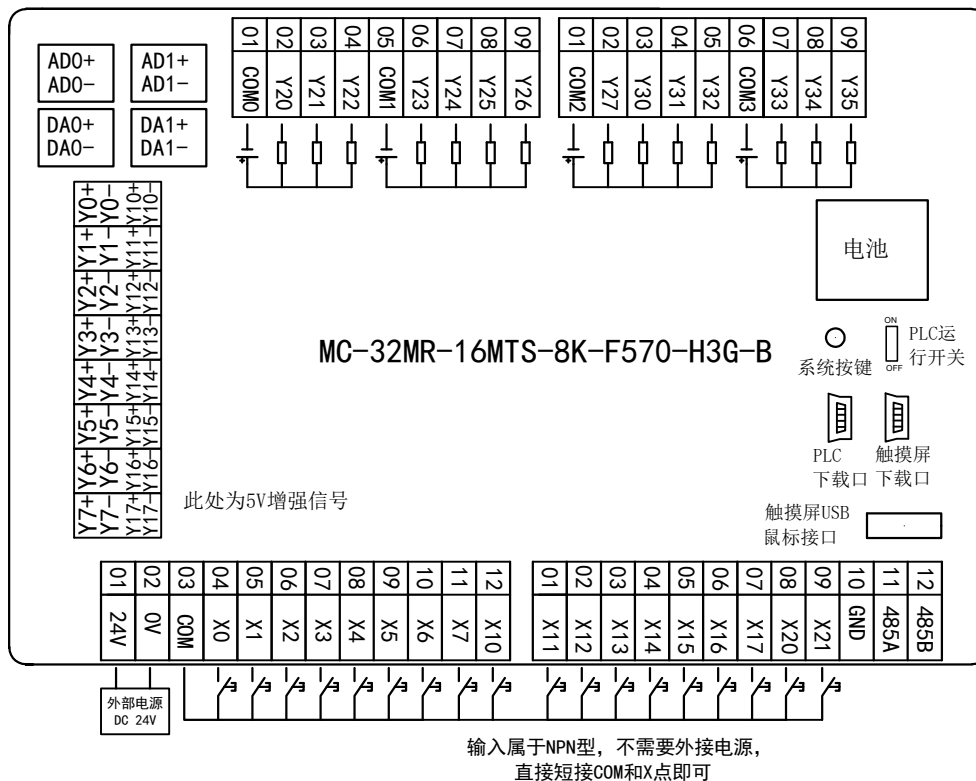 AD0+ AD1+
AD0- AD1-
DA0+ DA1+
DA0- DA1-
01 02 03 04 05 06 07 08 09
COM0 Y20 Y21 Y22 COM1 Y23 Y24 Y25 Y26
01 02 03 04 05 06 07 08 09
COM2 Y27 Y30 Y31 Y32 COM3 Y33 Y34 Y35
Y0+ Y10+
Y0- Y10-
Y1+ Y11+
Y1- Y11-
Y2+ Y12+
Y2- Y12-
Y3+ Y13+
Y3- Y13-
Y4+ Y14+
Y4- Y14-
Y5+ Y15+
Y5- Y15-
Y6+ Y16+
Y6- Y16-
Y7+ Y17+
Y7- Y17-
电池
MC-32MR-16MTS-8K-F570-H3G-B
系统按键
ON
OFF
PLC运
行开关
PLC
下载口
触摸屏
下载口
此处为5V增强信号
触摸屏USB
鼠标接口
01 02 03 04 05 06 07 08 09 10 11 12
24V 0V COM X0 X1 X2 X3 X4 X5 X6 X7 X10
01 02 03 04 05 06 07 08 09 10 11 12
X11 X12 X13 X14 X15 X16 X17 X20 X21 GND 485A 485B
外部电源
DC 24V
输入属于NPN型，不需要外接电源，
直接短接COM和X点即可